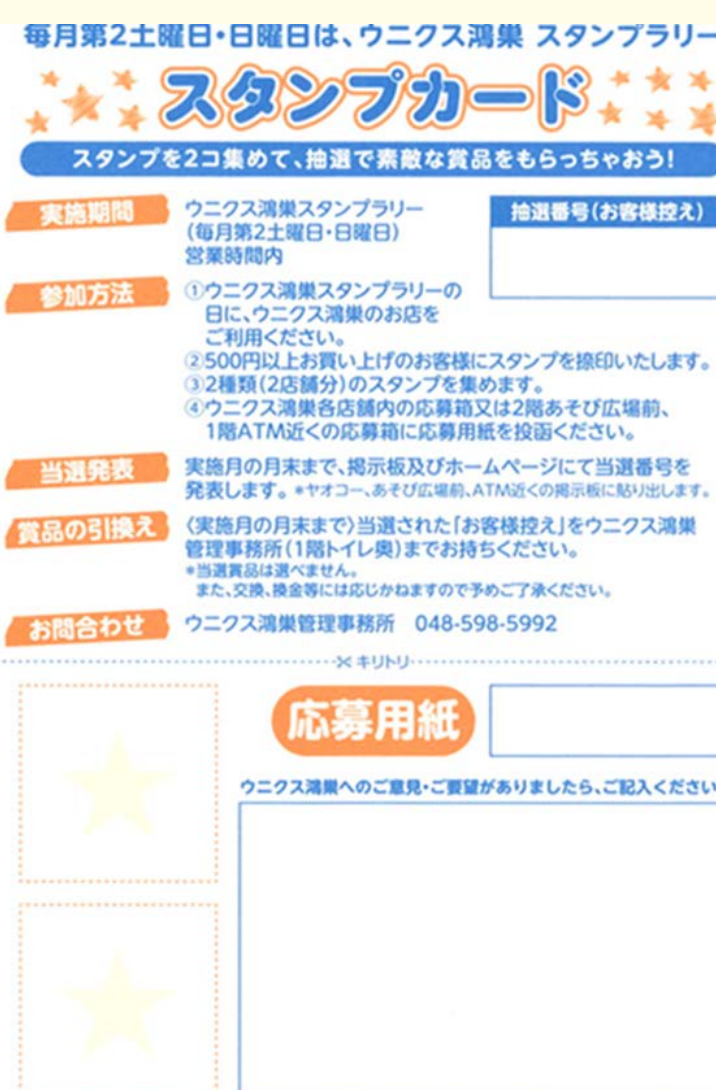 毎月第2土曜日・日曜日は、ウニクス鴻巣 スタンプラリー
スタンプカード
スタンプを2コ集めて、抽選で素敵な賞品をもらっちゃおう!
実施期間
ウニクス鴻巣スタンプラリー
(毎月第2土曜日・日曜日)
営業時間内
抽選番号(お客様控え)
参加方法
①ウニクス鴻巣スタンプラリーの
日に、ウニクス鴻巣のお店を
ご利用ください。
②500円以上お買い上げのお客様にスタンプを捺印いたします。
③2種類(2店舗分)のスタンプを集めます。
④ウニクス鴻巣各店舗内の応募箱又は2階あそび広場前、
1階ATM近くの応募箱に応募用紙を投函ください。
当選発表
実施月の月末まで、掲示板及びホームページにて当選番号を
発表します。*ヤオコー、あそび広場前、ATM近くの掲示板に貼り出します。
賞品の引換え
〈実施月の月末まで〉当選された「お客様控え」をウニクス鴻巣
管理事務所(1階トイレ奥)までお持ちください。
*当選賞品は選べません。
また、交換、換金等には応じかねますので予めご了承ください。
お問合わせ
ウニクス鴻巣管理事務所 048-598-5992
キリトリ
応募用紙
ウニクス鴻巣へのご意見・ご要望がありましたら、ご記入ください